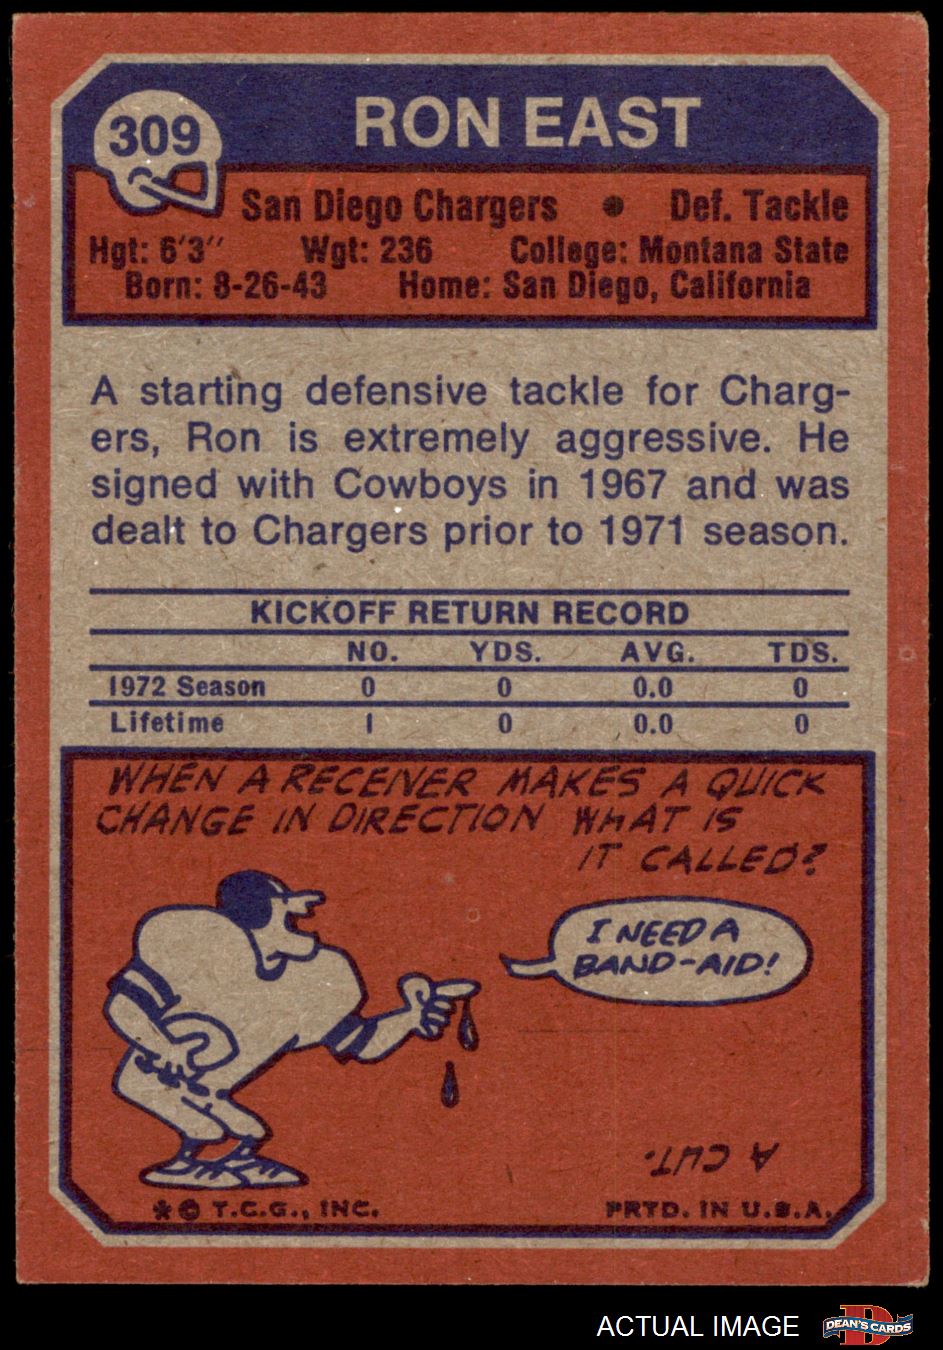 309
RON EAST
San Diego Chargers • Def. Tackle
Hgt: 6'3" Wgt: 236 College: Montana State
Born: 8-26-43 Home: San Diego, California
A starting defensive tackle for Charg-
ers, Ron is extremely aggressive. He
signed with Cowboys in 1967 and was
dealt to Chargers prior to 1971 season.
KICKOFF RETURN RECORD
NO. YDS. AVG. TDS.
1972 Season 0 0 0.0 0
Lifetime 1 0 0.0 0
WHEN A RECEIVER MAKES A QUICK
CHANGE IN DIRECTION WHAT IS
IT CALLED?
I NEED A
BAND-AID!
A CUT.
* © T.C.G., INC. PRTD. IN U.S.A.
ACTUAL IMAGE
DEAN'S CARDS